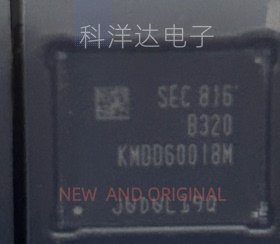 科洋达电子
SEC 816
B320
KMDD60018M
NEW AND ORIGINAL